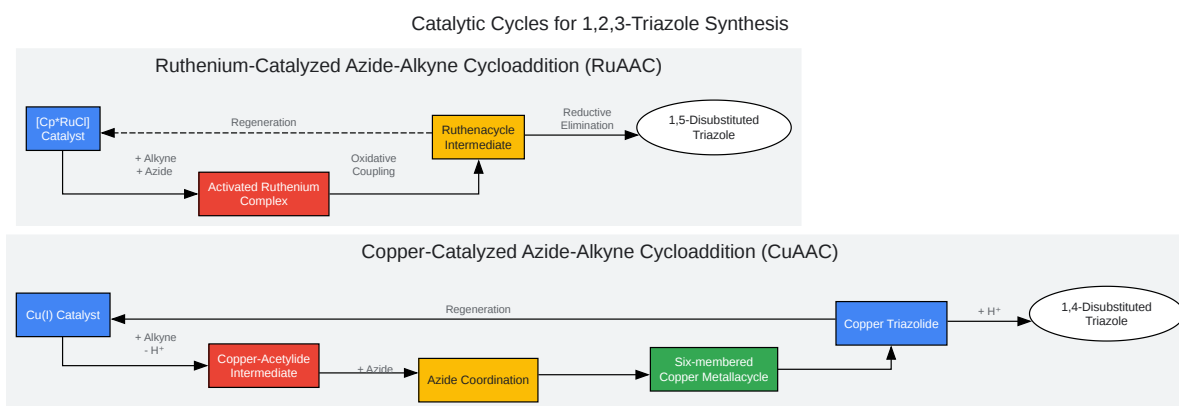 Catalytic Cycles for 1,2,3-Triazole Synthesis
Ruthenium-Catalyzed Azide-Alkyne Cycloaddition (RuAAC)
[Cp*RuCl]
Catalyst
Regeneration
Ruthenacycle
Intermediate
Reductive
Elimination
1,5-Disubstituted
Triazole
+ Alkyne
+ Azide
Activated Ruthenium
Complex
Oxidative
Coupling
Copper-Catalyzed Azide-Alkyne Cycloaddition (CuAAC)
Cu(I) Catalyst
Regeneration
Copper Triazolide
+ H⁺
1,4-Disubstituted
Triazole
+ Alkyne
- H⁺
Copper-Acetylide
Intermediate
+ Azide
Azide Coordination
Six-membered
Copper Metallacycle